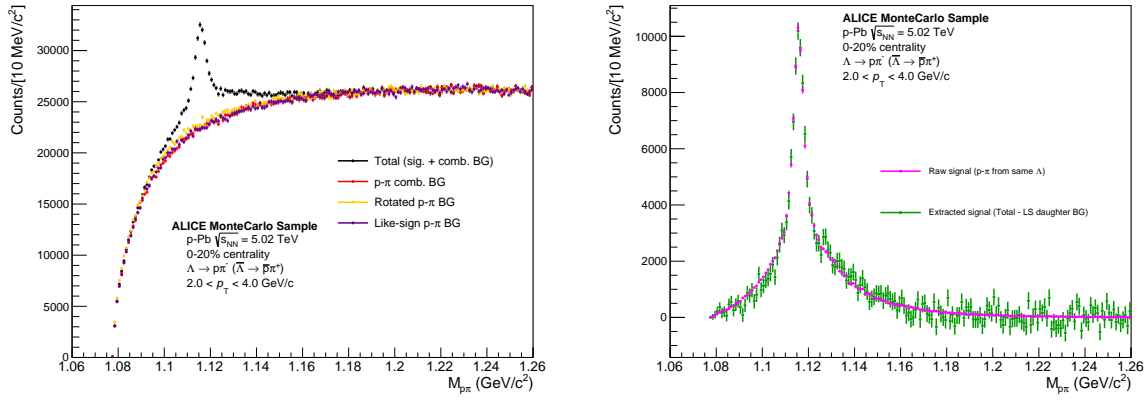 Counts/[10 MeV/c²]
30000
25000
20000
15000
10000
5000
0
Total (sig. + comb. BG)
p-π comb. BG
Rotated p-π BG
Like-sign p-π BG
ALICE MonteCarlo Sample
p-Pb √s_NN = 5.02 TeV
0-20% centrality
Λ → pπ⁻ (Λ̅ → p̅π⁺)
2.0 < p_T < 4.0 GeV/c
1.06 1.08 1.1 1.12 1.14 1.16 1.18 1.2 1.22 1.24 1.26
M_pπ (GeV/c²)
Counts/[10 MeV/c²]
10000
8000
6000
4000
2000
0
ALICE MonteCarlo Sample
p-Pb √s_NN = 5.02 TeV
0-20% centrality
Λ → pπ⁻ (Λ̅ → p̅π⁺)
2.0 < p_T < 4.0 GeV/c
Raw signal (p-π from same Λ)
Extracted signal (Total - LS daughter BG)
1.06 1.08 1.1 1.12 1.14 1.16 1.18 1.2 1.22 1.24 1.26
M_pπ (GeV/c²)